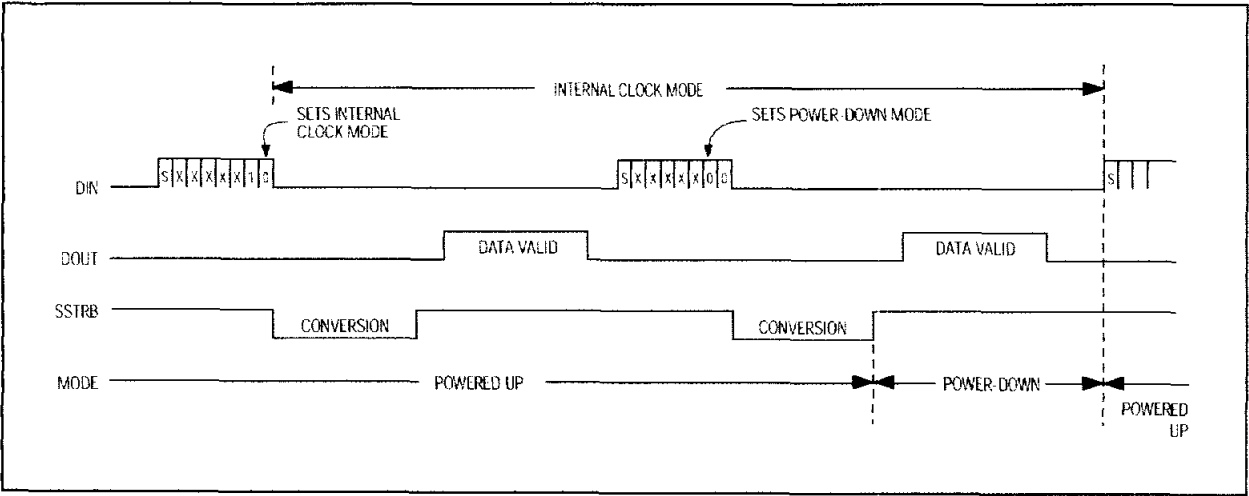 INTERNAL CLOCK MODE
SETS INTERNAL
CLOCK MODE
SETS POWER-DOWN MODE
DIN
S X X X X X 1 0
S X X X X X 0 0
S
DOUT
DATA VALID
DATA VALID
SSTRB
CONVERSION
CONVERSION
MODE
POWERED UP
POWER-DOWN
POWERED
UP